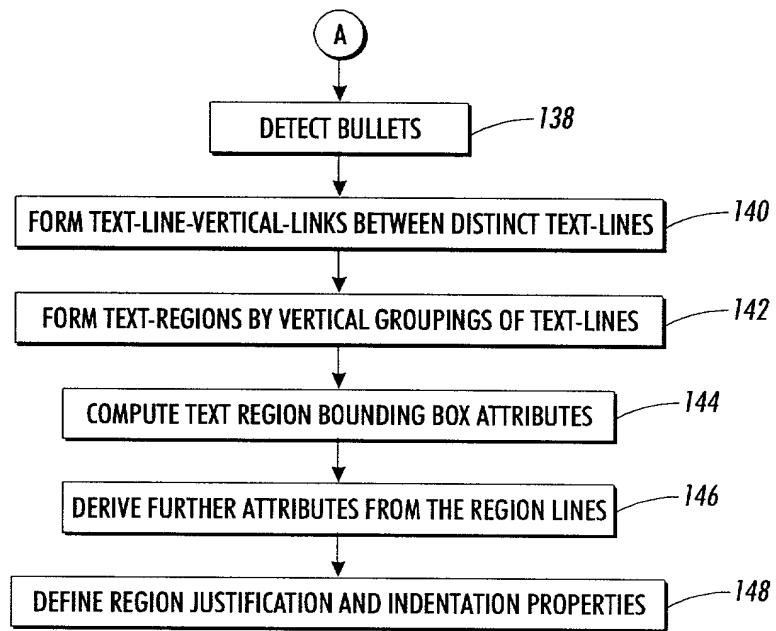 A
DETECT BULLETS 138
FORM TEXT-LINE-VERTICAL-LINKS BETWEEN DISTINCT TEXT-LINES 140
FORM TEXT-REGIONS BY VERTICAL GROUPINGS OF TEXT-LINES 142
COMPUTE TEXT REGION BOUNDING BOX ATTRIBUTES 144
DERIVE FURTHER ATTRIBUTES FROM THE REGION LINES 146
DEFINE REGION JUSTIFICATION AND INDENTATION PROPERTIES 148